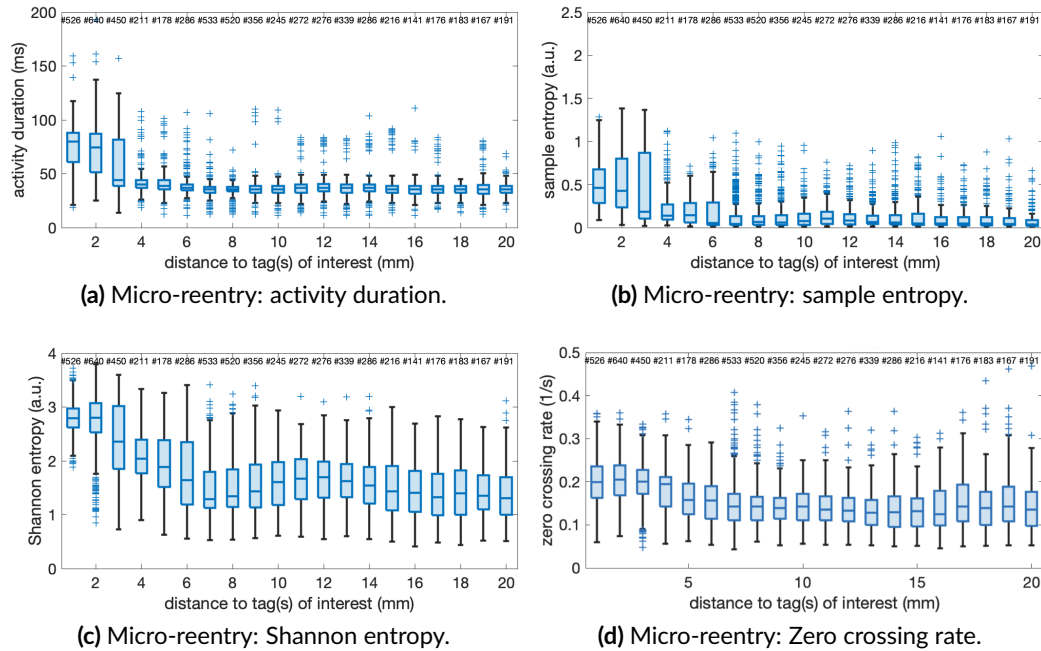 #526 #640 #450 #211 #178 #286 #533 #520 #356 #245 #272 #276 #339 #286 #216 #141 #176 #183 #167 #191
200
150
100
50
0
activity duration (ms)
2 4 6 8 10 12 14 16 18 20
distance to tag(s) of interest (mm)
(a) Micro-reentry: activity duration.
#526 #640 #450 #211 #178 #286 #533 #520 #356 #245 #272 #276 #339 #286 #216 #141 #176 #183 #167 #191
2.5
2
1.5
1
0.5
0
sample entropy (a.u.)
2 4 6 8 10 12 14 16 18 20
distance to tag(s) of interest (mm)
(b) Micro-reentry: sample entropy.
#526 #640 #450 #211 #178 #286 #533 #520 #356 #245 #272 #276 #339 #286 #216 #141 #176 #183 #167 #191
4
3
2
1
0
Shannon entropy (a.u.)
2 4 6 8 10 12 14 16 18 20
distance to tag(s) of interest (mm)
(c) Micro-reentry: Shannon entropy.
#526 #640 #450 #211 #178 #286 #533 #520 #356 #245 #272 #276 #339 #286 #216 #141 #176 #183 #167 #191
0.5
0.4
0.3
0.2
0.1
0
zero crossing rate (1/s)
5 10 15 20
distance to tag(s) of interest (mm)
(d) Micro-reentry: Zero crossing rate.